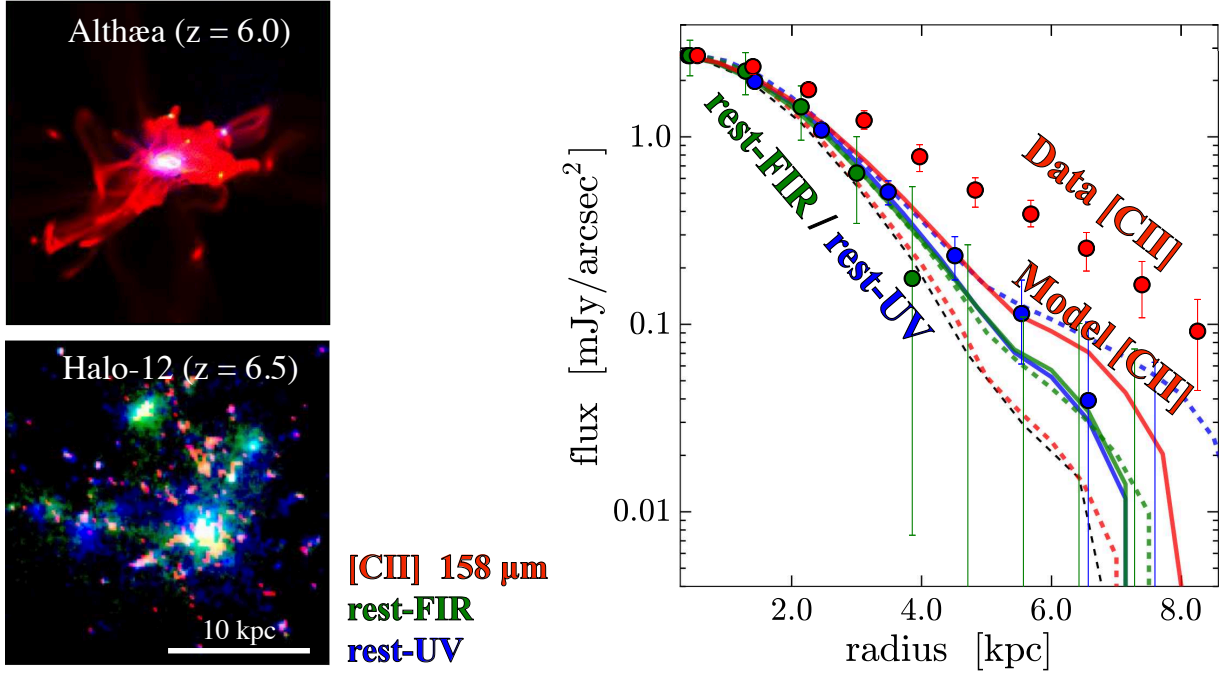 Althæa (z = 6.0)
Halo-12 (z = 6.5)
10 kpc
[CII] 158 μm
rest-FIR
rest-UV
flux [mJy/arcsec²]
1.0
0.1
0.01
rest-FIR / rest-UV
Data [CII]
Model [CII]
2.0 4.0 6.0 8.0
radius [kpc]